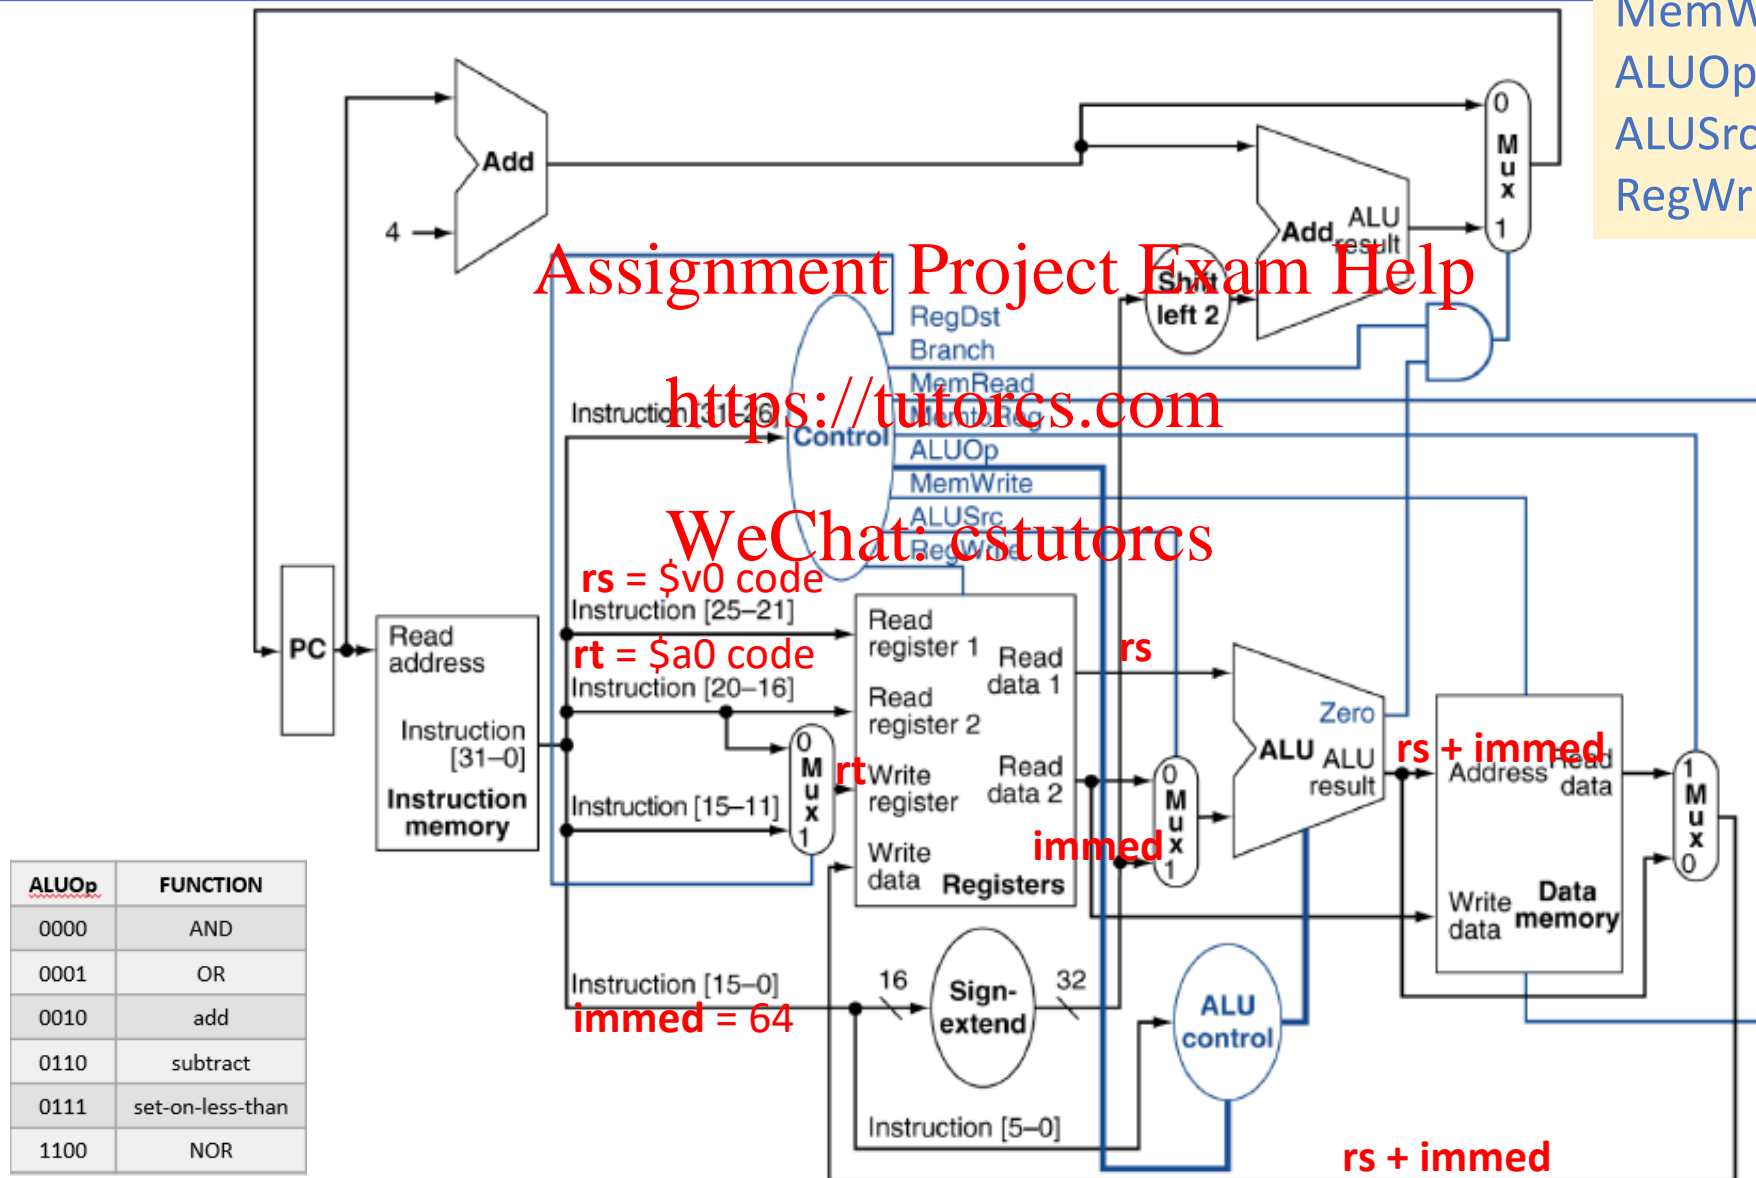 MemW
ALUOp
ALUSrc
RegWr
Add
4
0
M
u
x
1
Add
ALU
result
Shift
left 2
Assignment Project Exam Help
RegDst
Branch
MemRead
MemtoReg
ALUOp
MemWrite
ALUSrc
RegWrite
Instruction [31–26]
Control
https://tutorcs.com
WeChat: cstutorcs
rs = $v0 code
Instruction [25–21]
rt = $a0 code
Instruction [20–16]
PC
Read
address
Instruction
[31–0]
Instruction
memory
0
M
u
x
1
rt
Instruction [15–11]
Read
register 1
Read
data 1
Read
register 2
Write
register
Read
data 2
Write
data
Registers
rs
immed
0
M
u
x
1
Zero
ALU
ALU
result
rs + immed
Address
Read
data
Write
data
Data
memory
1
M
u
x
0
Instruction [15–0]
immed = 64
16
Sign-
extend
32
ALU
control
Instruction [5–0]
rs + immed
ALUOp FUNCTION
0000 AND
0001 OR
0010 add
0110 subtract
0111 set-on-less-than
1100 NOR